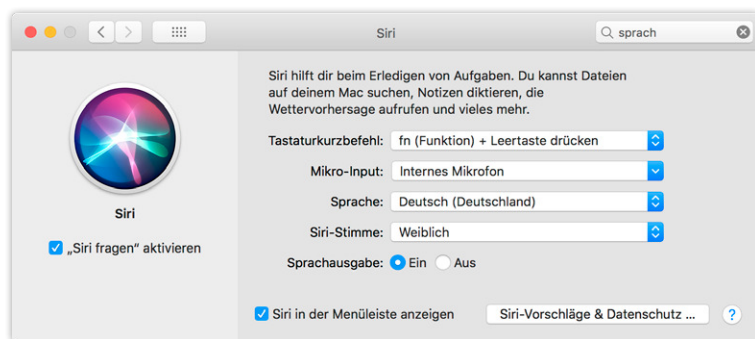 Siri
sprach
Siri hilft dir beim Erledigen von Aufgaben. Du kannst Dateien
auf deinem Mac suchen, Notizen diktieren, die
Wettervorhersage aufrufen und vieles mehr.
Tastaturkurzbefehl: fn (Funktion) + Leertaste drücken
Mikro-Input: Internes Mikrofon
Sprache: Deutsch (Deutschland)
Siri-Stimme: Weiblich
Sprachausgabe: Ein Aus
Siri
„Siri fragen“ aktivieren
Siri in der Menüleiste anzeigen
Siri-Vorschläge & Datenschutz ...
?